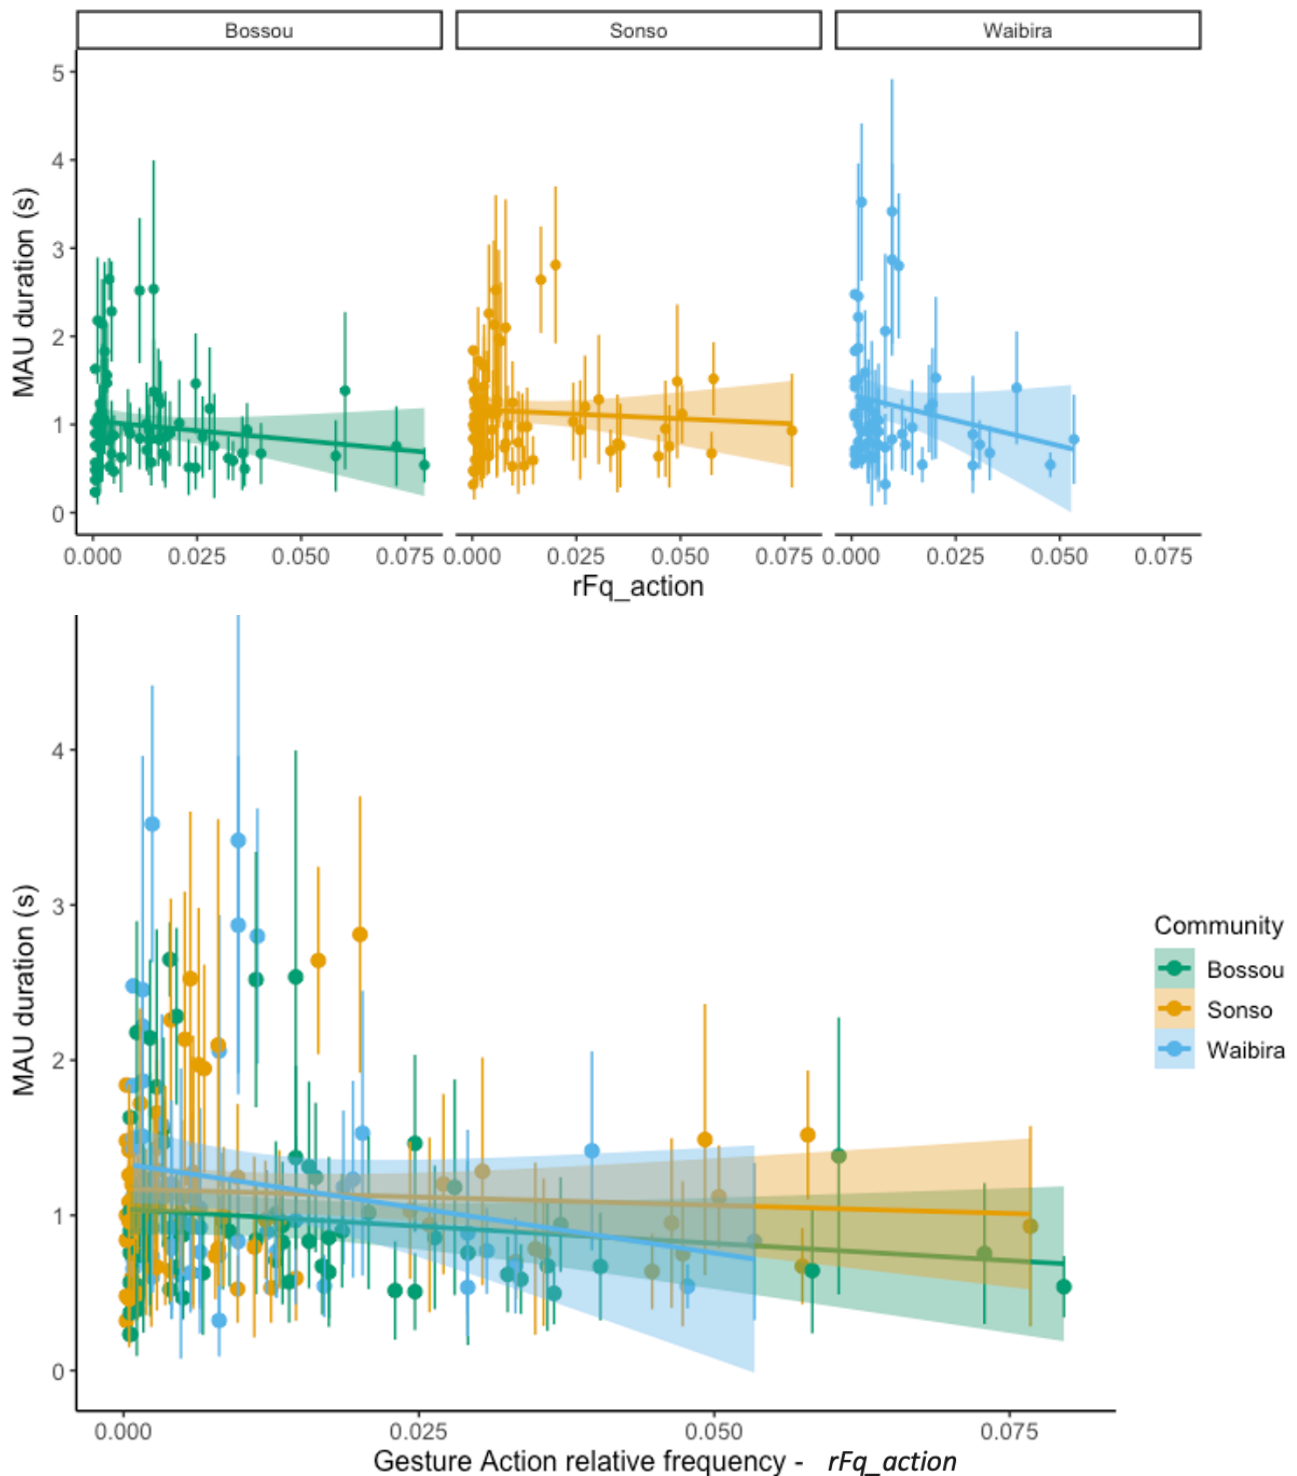 Bossou Sonso Waibira
MAU duration (s)
5
4
3
2
1
0
0.000 0.025 0.050 0.075 0.000 0.025 0.050 0.075 0.000 0.025 0.050 0.075
rFq_action
MAU duration (s)
4
3
2
1
0
Community
Bossou
Sonso
Waibira
0.000 0.025 0.050 0.075
Gesture Action relative frequency - rFq_action